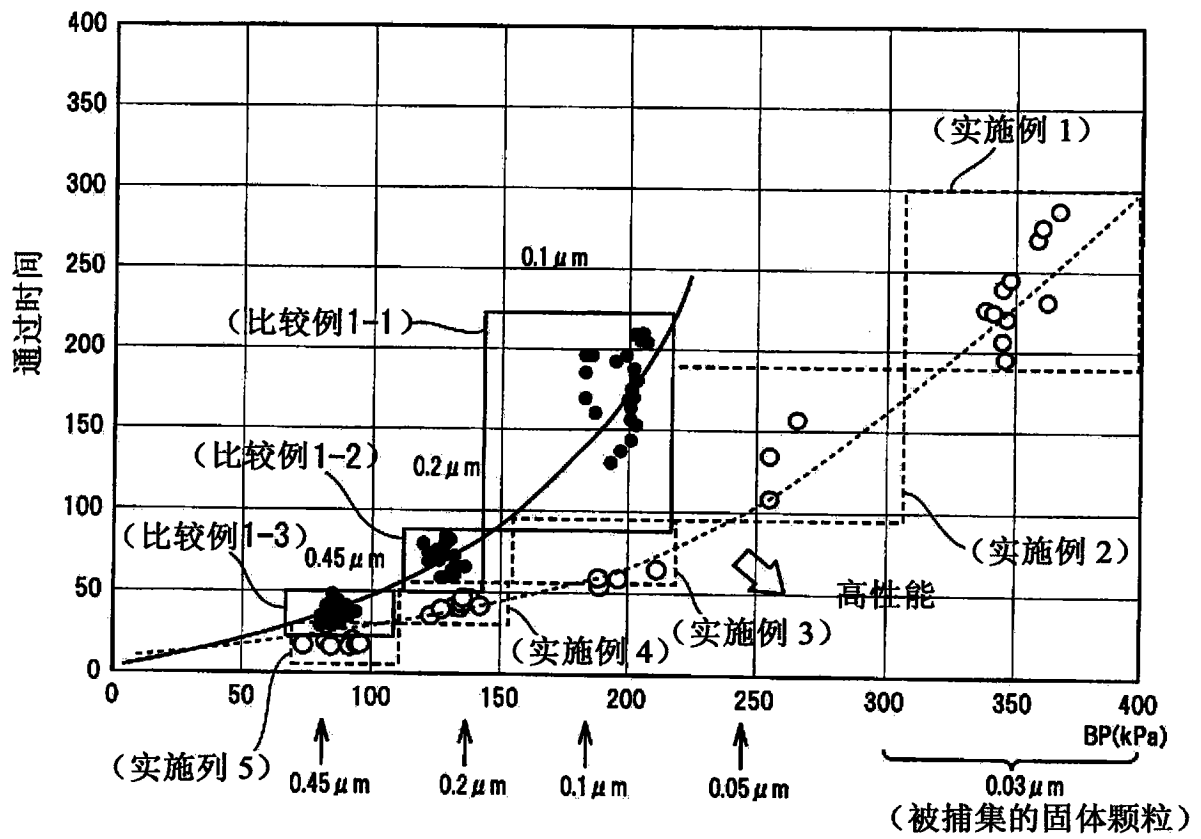 400
350
300
250
200
150
100
50
0
通过时间
(实施例1)
0.1μm
(比较例1-1)
(比较例1-2)
0.2μm
(比较例1-3)
0.45μm
(实施例2)
高性能
(实施例3)
(实施例4)
(实施列5)
0 50 100 150 200 250 300 350 400
BP(kPa)
0.45μm 0.2μm 0.1μm 0.05μm 0.03μm
(被捕集的固体颗粒)